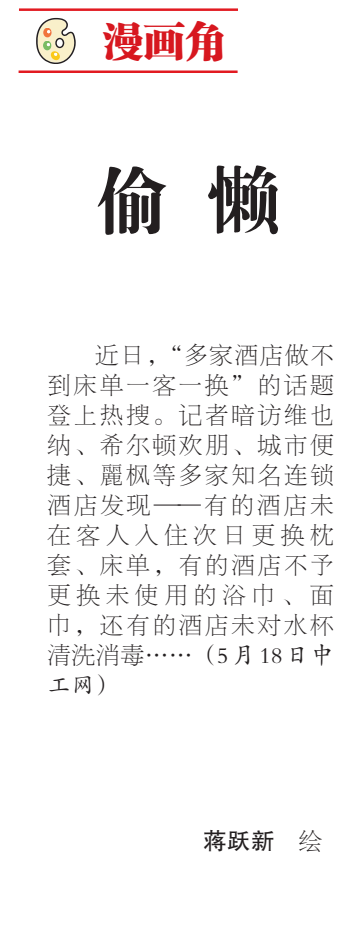 漫画角
偷 懒
近日，“多家酒店做不
到床单一客一换”的话题
登上热搜。记者暗访维也
纳、希尔顿欢朋、城市便
捷、麗枫等多家知名连锁
酒店发现——有的酒店未
在客人入住次日更换枕
套、床单，有的酒店不予
更换未使用的浴巾、面
巾，还有的酒店未对水杯
清洗消毒……（5月18日中
工网）
蒋跃新 绘